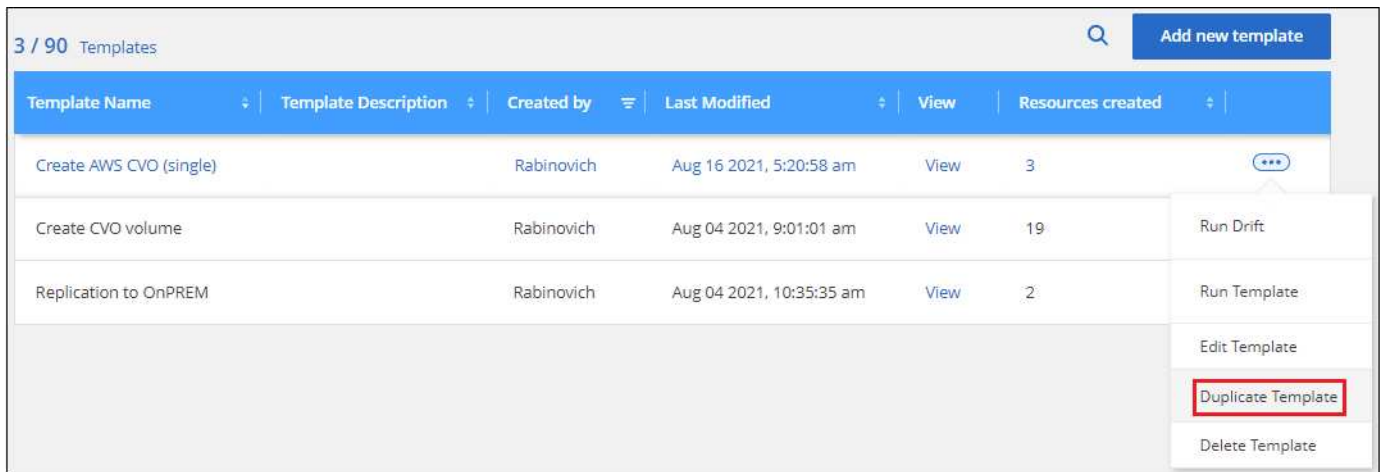 3 / 90 Templates
Add new template
Template Name Template Description Created by Last Modified View Resources created
Create AWS CVO (single) Rabinovich Aug 16 2021, 5:20:58 am View 3
Create CVO volume Rabinovich Aug 04 2021, 9:01:01 am View 19
Replication to OnPREM Rabinovich Aug 04 2021, 10:35:35 am View 2
Run Drift
Run Template
Edit Template
Duplicate Template
Delete Template